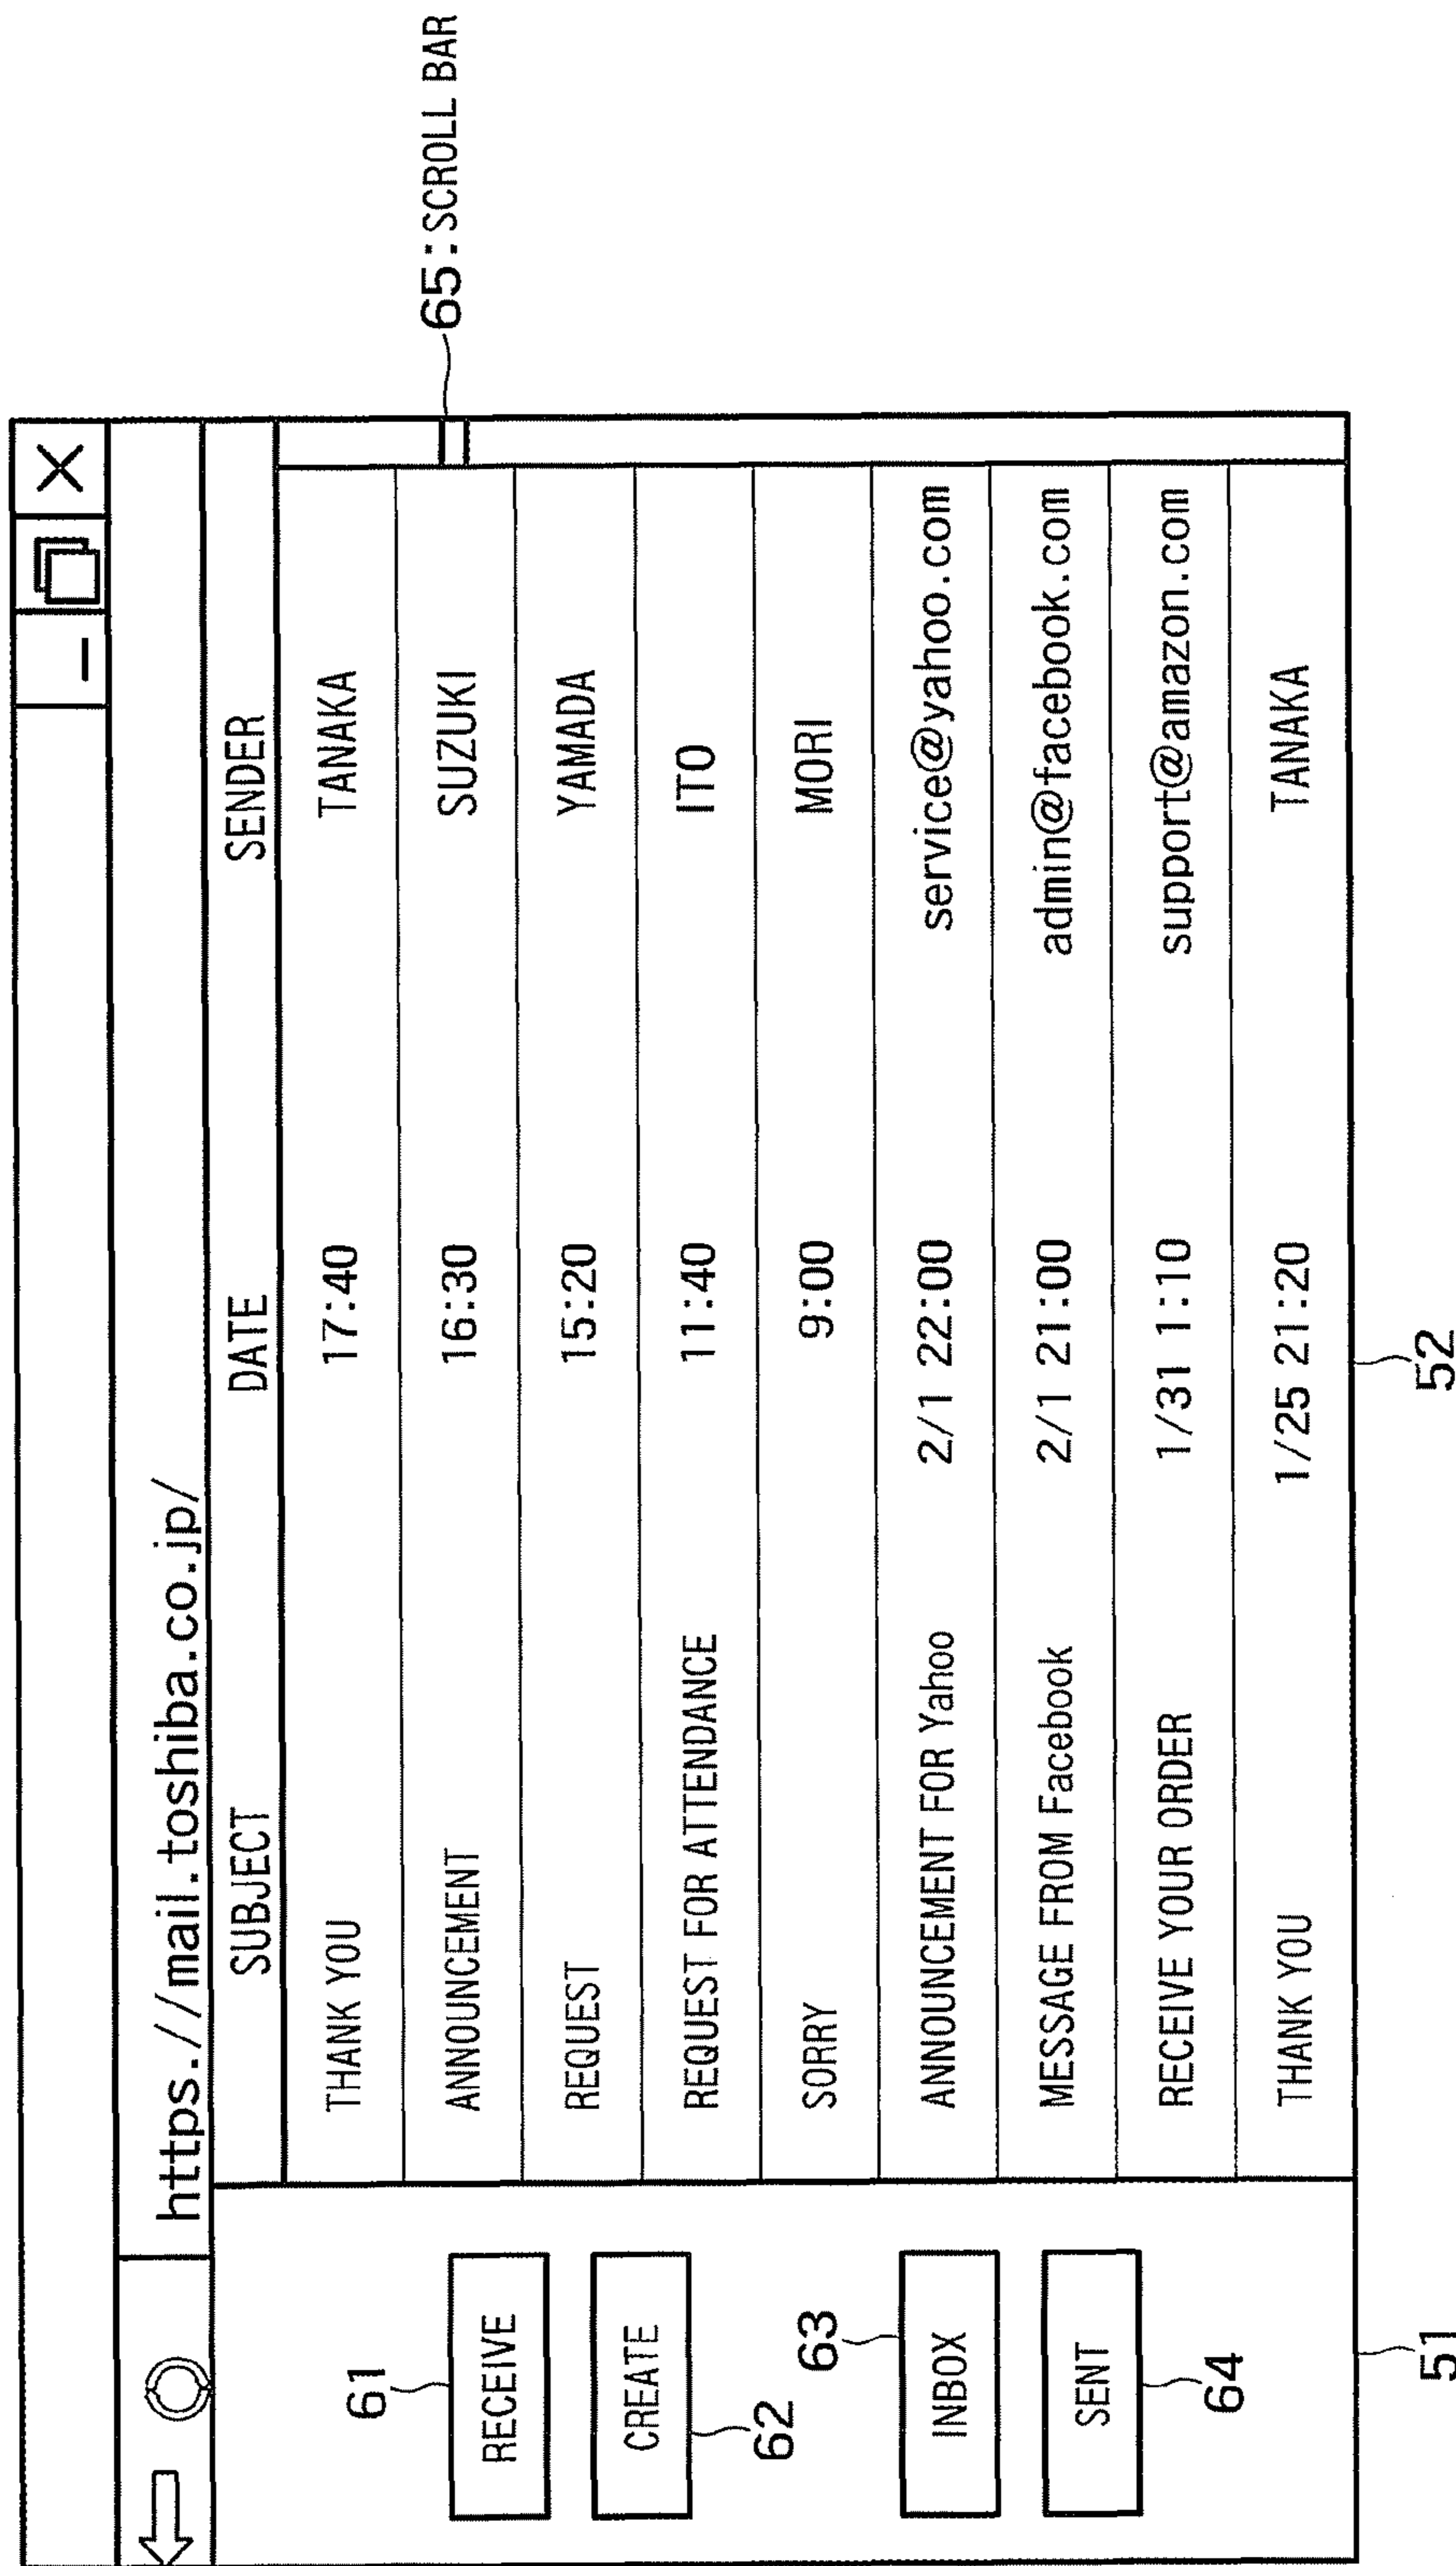 https.//mail.toshiba.co.jp/
SUBJECT DATE SENDER
THANK YOU 17:40 TANAKA
ANNOUNCEMENT 16:30 SUZUKI
REQUEST 15:20 YAMADA
REQUEST FOR ATTENDANCE 11:40 ITO
SORRY 9:00 MORI
ANNOUNCEMENT FOR Yahoo 2/1 22:00 service@yahoo.com
MESSAGE FROM Facebook 2/1 21:00 admin@facebook.com
RECEIVE YOUR ORDER 1/31 11:10 support@amazon.com
THANK YOU 1/25 21:20 TANAKA
61
RECEIVE
CREATE
62
63
INBOX
SENT
64
65:SCROLL BAR
51
52